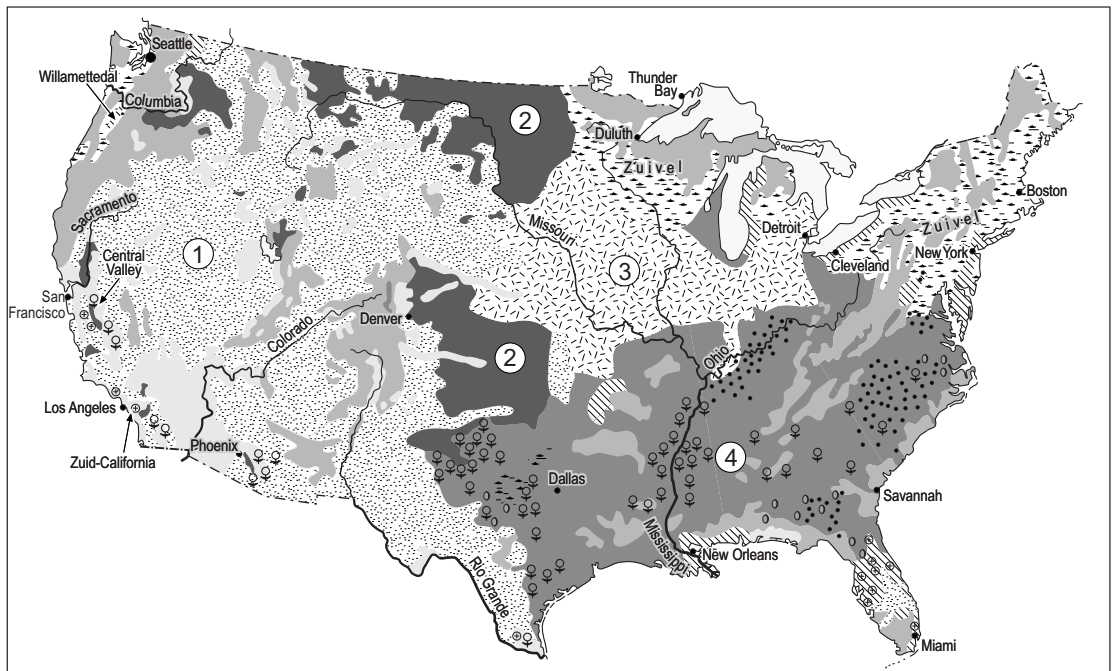 Seattle
Willamettedal
Columbia
Thunder
Bay
Duluth
Zuivel
2
Sacramento
Missouri
Boston
Zuivel
Detroit
New York
Cleveland
1
Central
Valley
3
San
Francisco
Colorado
Denver
Ohio
2
Los Angeles
Zuid-California
Phoenix
4
Dallas
Savannah
Mississippi
New Orleans
Rio Grande
Miami